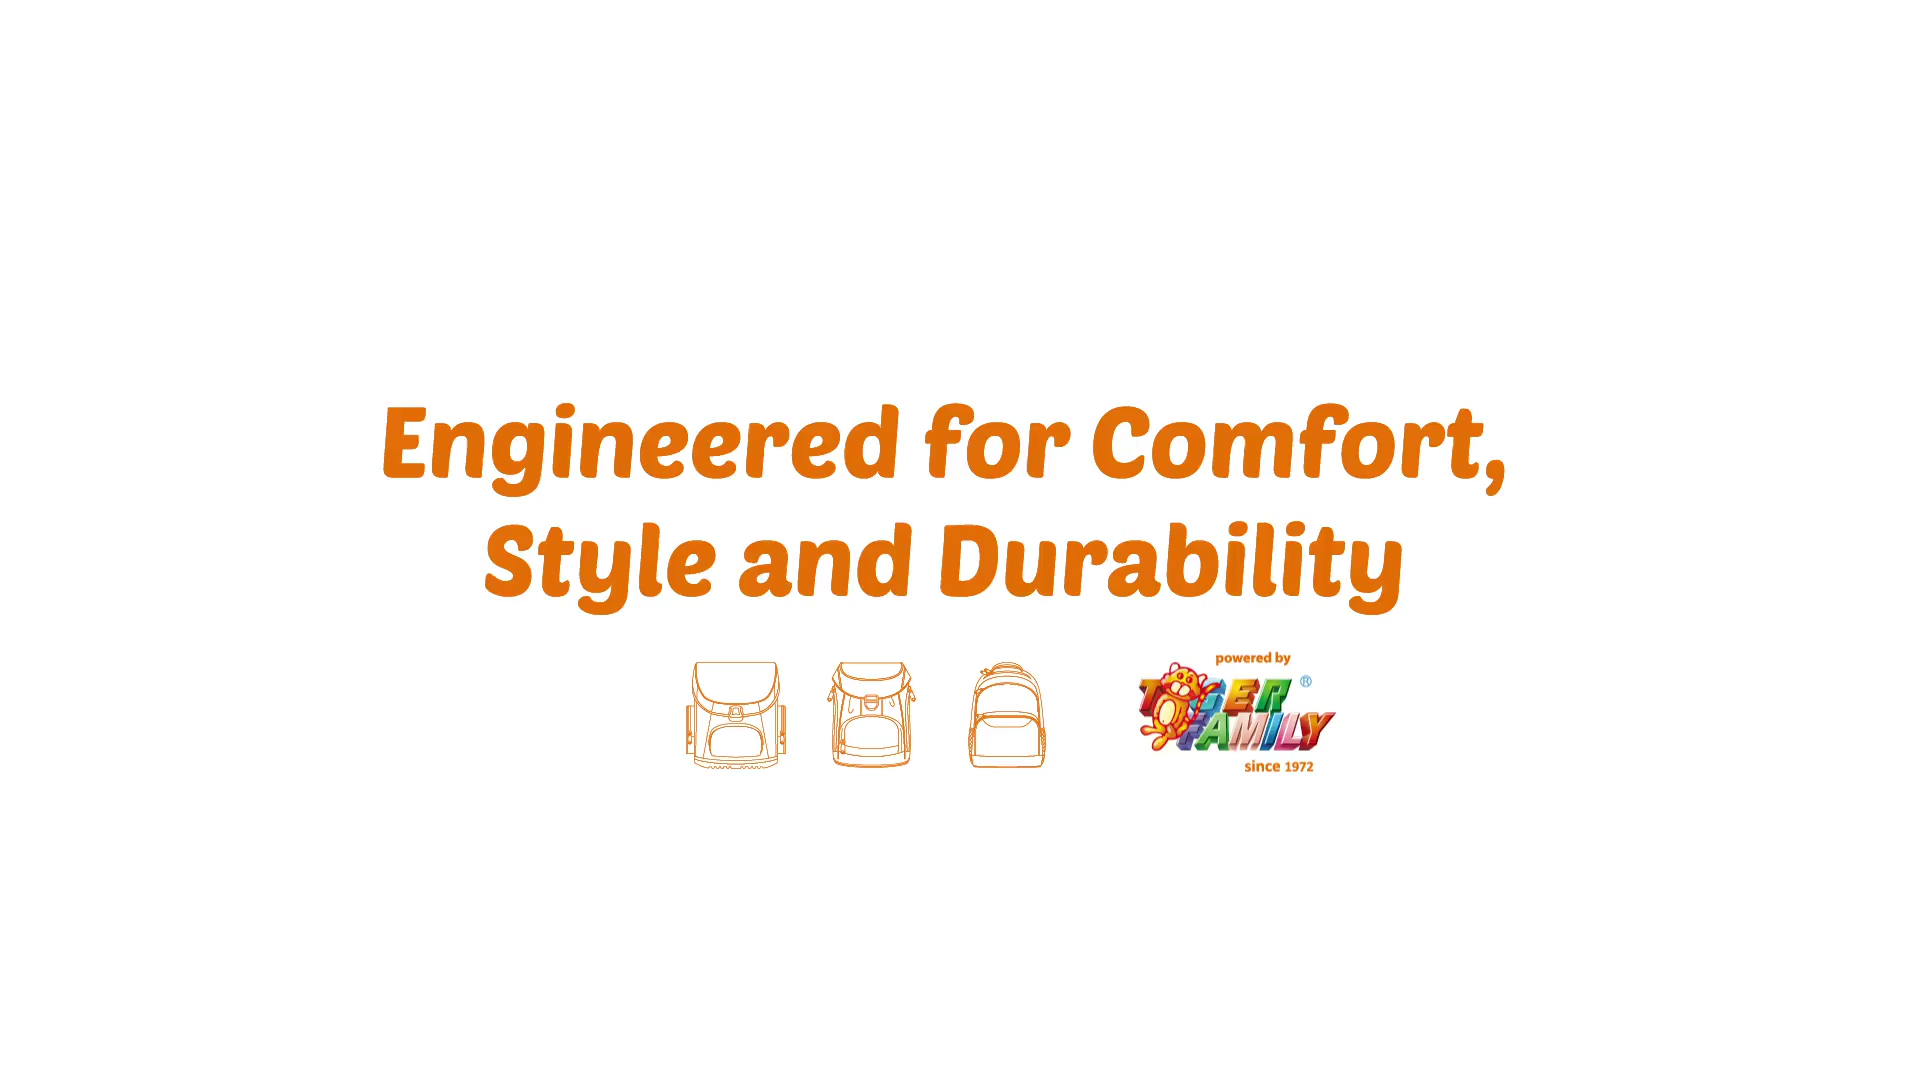 Engineered for Comfort,
Style and Durability
powered by
TIGER ®
FAMILY
since 1972